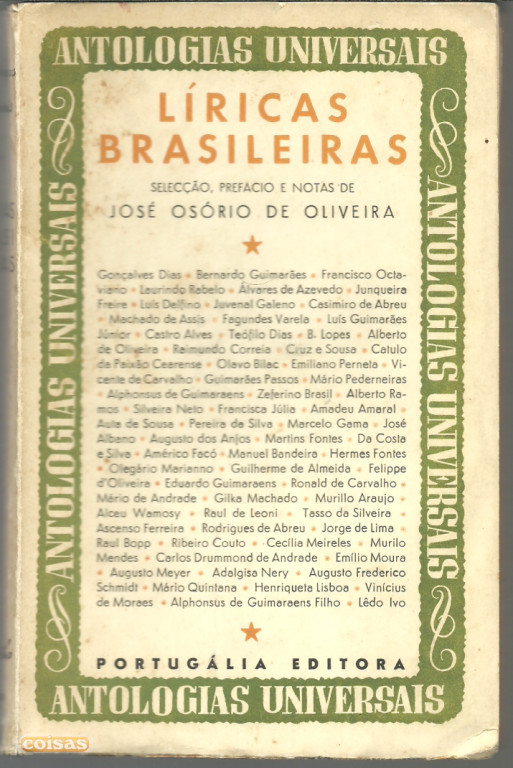 ANTOLOGIAS UNIVERSAIS
LÍRICAS
BRASILEIRAS
SELECÇÃO, PREFACIO E NOTAS DE
JOSÉ OSÓRIO DE OLIVEIRA
Gonçalves Dias • Bernardo Guimarães • Francisco Octa-
viano • Laurindo Rabelo • Álvares de Azevedo • Junqueira
Freire • Luís Delfino • Juvenal Galeno • Casimiro de Abreu
• Machado de Assis • Fagundes Varela • Luís Guimarães
Júnior • Castro Alves • Teófilo Dias • B. Lopes • Alberto
de Oliveira • Raimundo Correia • Cruz e Sousa • Catulo
da Paixão Cearense • Olavo Bilac • Emiliano Perneta • Vi-
cente de Carvalho • Guimarães Passos • Mário Pederneiras
• Alphonsus de Guimaraens • Zeferino Brasil • Alberto Ra-
mos • Silveira Neto • Francisca Júlia • Amadeu Amaral •
Auta de Sousa • Pereira da Silva • Marcelo Gama • José
Albano • Augusto dos Anjos • Martins Fontes • Da Costa
e Silva • Américo Facó • Manuel Bandeira • Hermes Fontes
• Olegário Marianno • Guilherme de Almeida • Felippe
d'Oliveira • Eduardo Guimaraens • Ronald de Carvalho •
Mário de Andrade • Gilka Machado • Murillo Araujo •
Alceu Wamosy • Raul de Leoni • Tasso da Silveira •
Ascenso Ferreira • Rodrigues de Abreu • Jorge de Lima •
Raul Bopp • Ribeiro Couto • Cecília Meireles • Murilo
Mendes • Carlos Drummond de Andrade • Emílio Moura
• Augusto Meyer • Adalgisa Nery • Augusto Frederico
Schmidt • Mário Quintana • Henriqueta Lisboa • Vinícius
de Moraes • Alphonsus de Guimaraens Filho • Lêdo Ivo
PORTUGÁLIA EDITORA
ANTOLOGIAS UNIVERSAIS
ANTOLOGIAS UNIVERSAIS
ANTOLOGIAS UNIVERSAIS
coisas